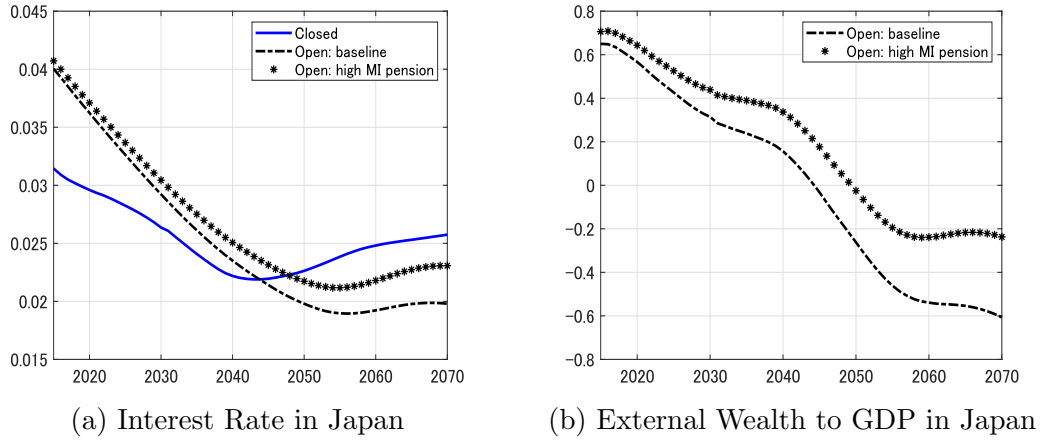 0.045
0.04
0.035
0.03
0.025
0.02
0.015
2020 2030 2040 2050 2060 2070
Closed
Open: baseline
Open: high MI pension
(a) Interest Rate in Japan
0.8
0.6
0.4
0.2
0
-0.2
-0.4
-0.6
-0.8
2020 2030 2040 2050 2060 2070
Open: baseline
Open: high MI pension
(b) External Wealth to GDP in Japan